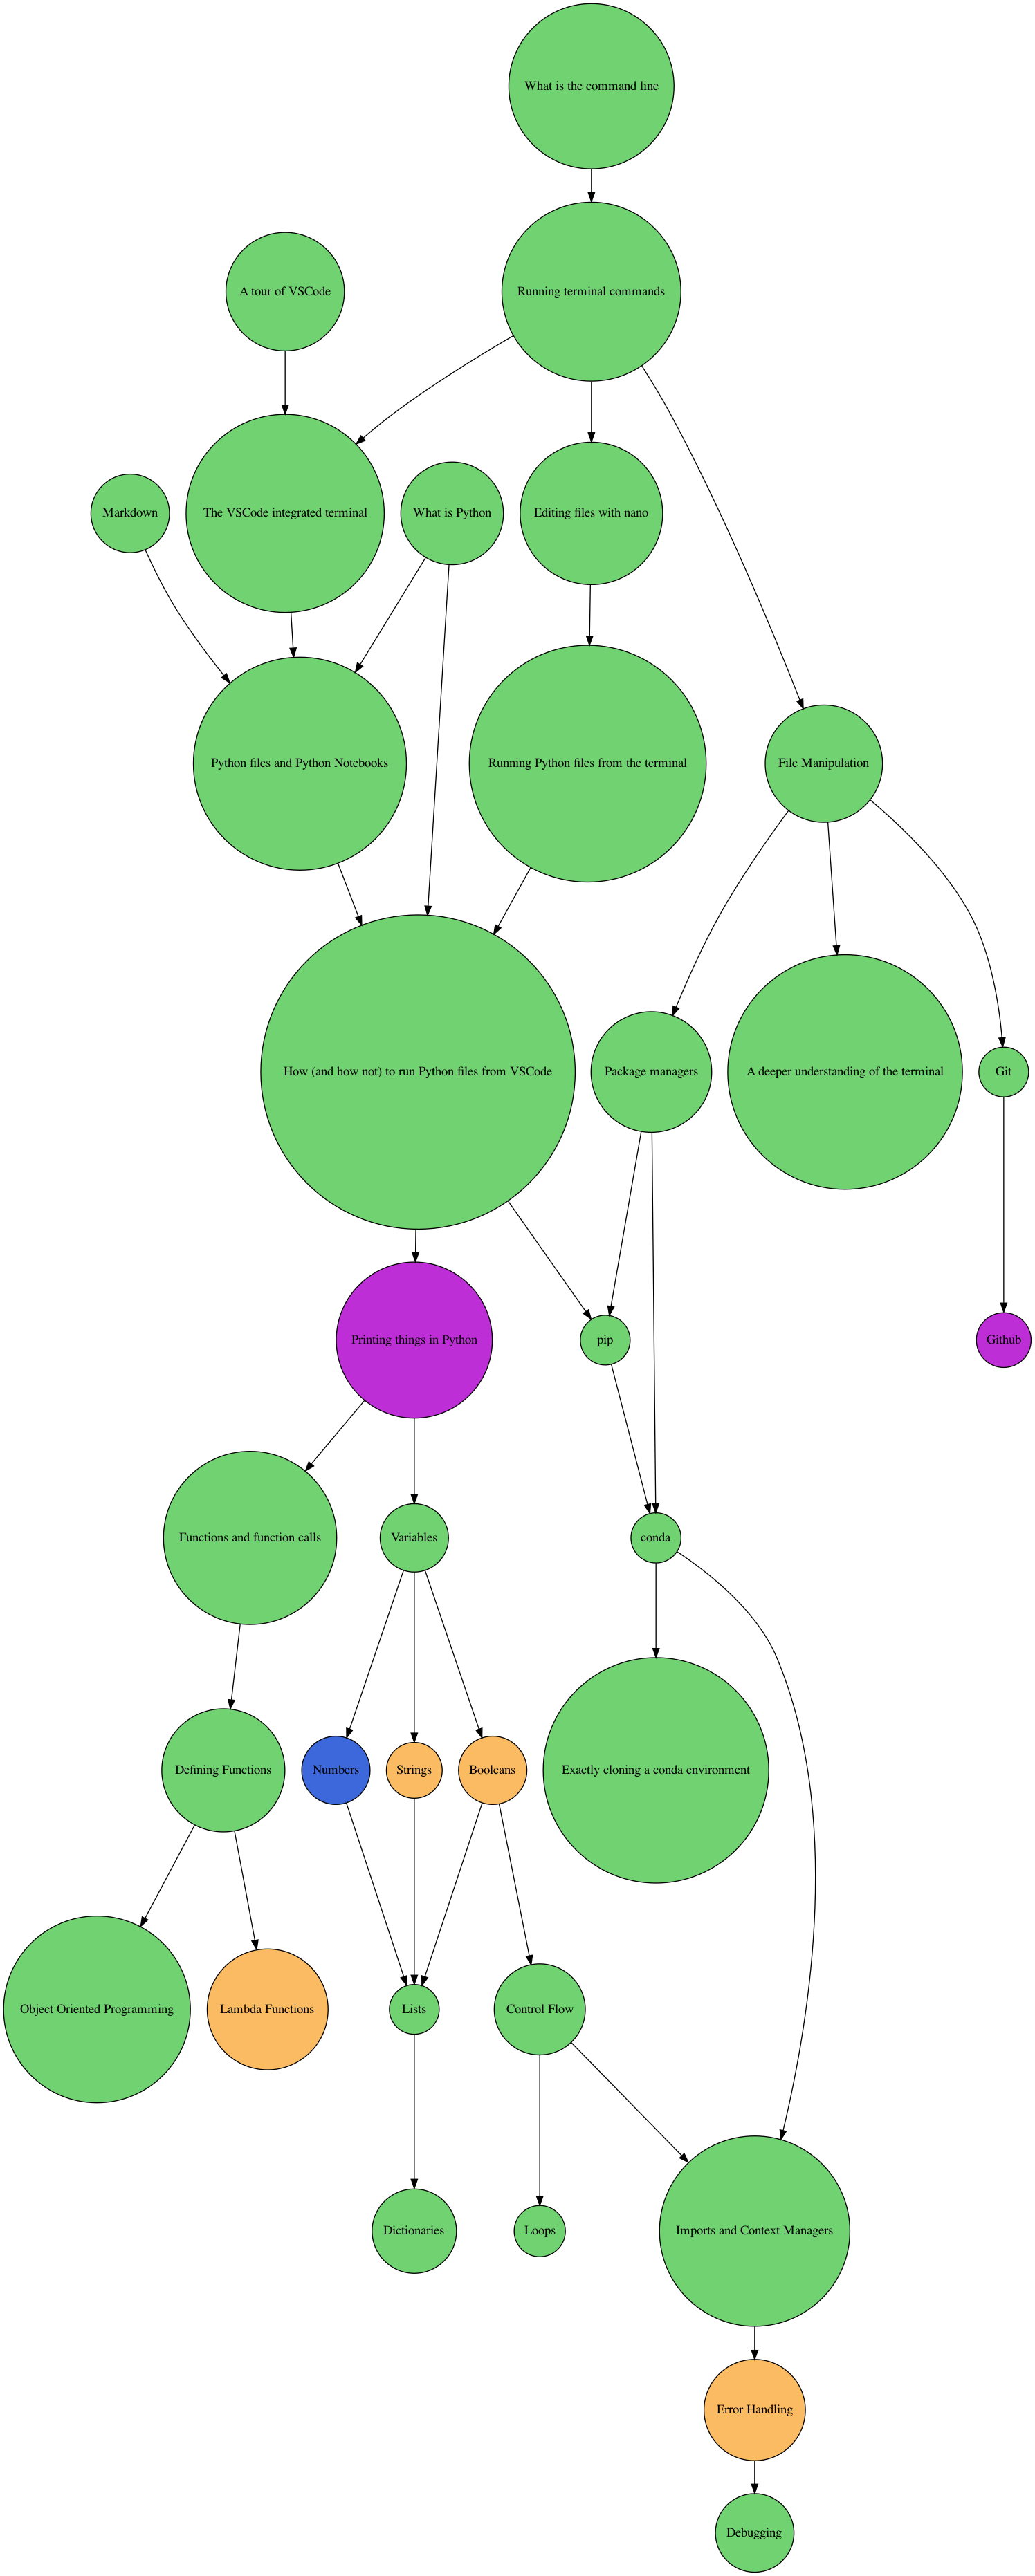 What is the command line
A tour of VSCode
Running terminal commands
Markdown
The VSCode integrated terminal
What is Python
Editing files with nano
Python files and Python Notebooks
Running Python files from the terminal
File Manipulation
How (and how not) to run Python files from VSCode
Package managers
A deeper understanding of the terminal
Git
Printing things in Python
pip
Github
Functions and function calls
Variables
conda
Defining Functions
Numbers
Strings
Booleans
Exactly cloning a conda environment
Object Oriented Programming
Lambda Functions
Lists
Control Flow
Dictionaries
Loops
Imports and Context Managers
Error Handling
Debugging